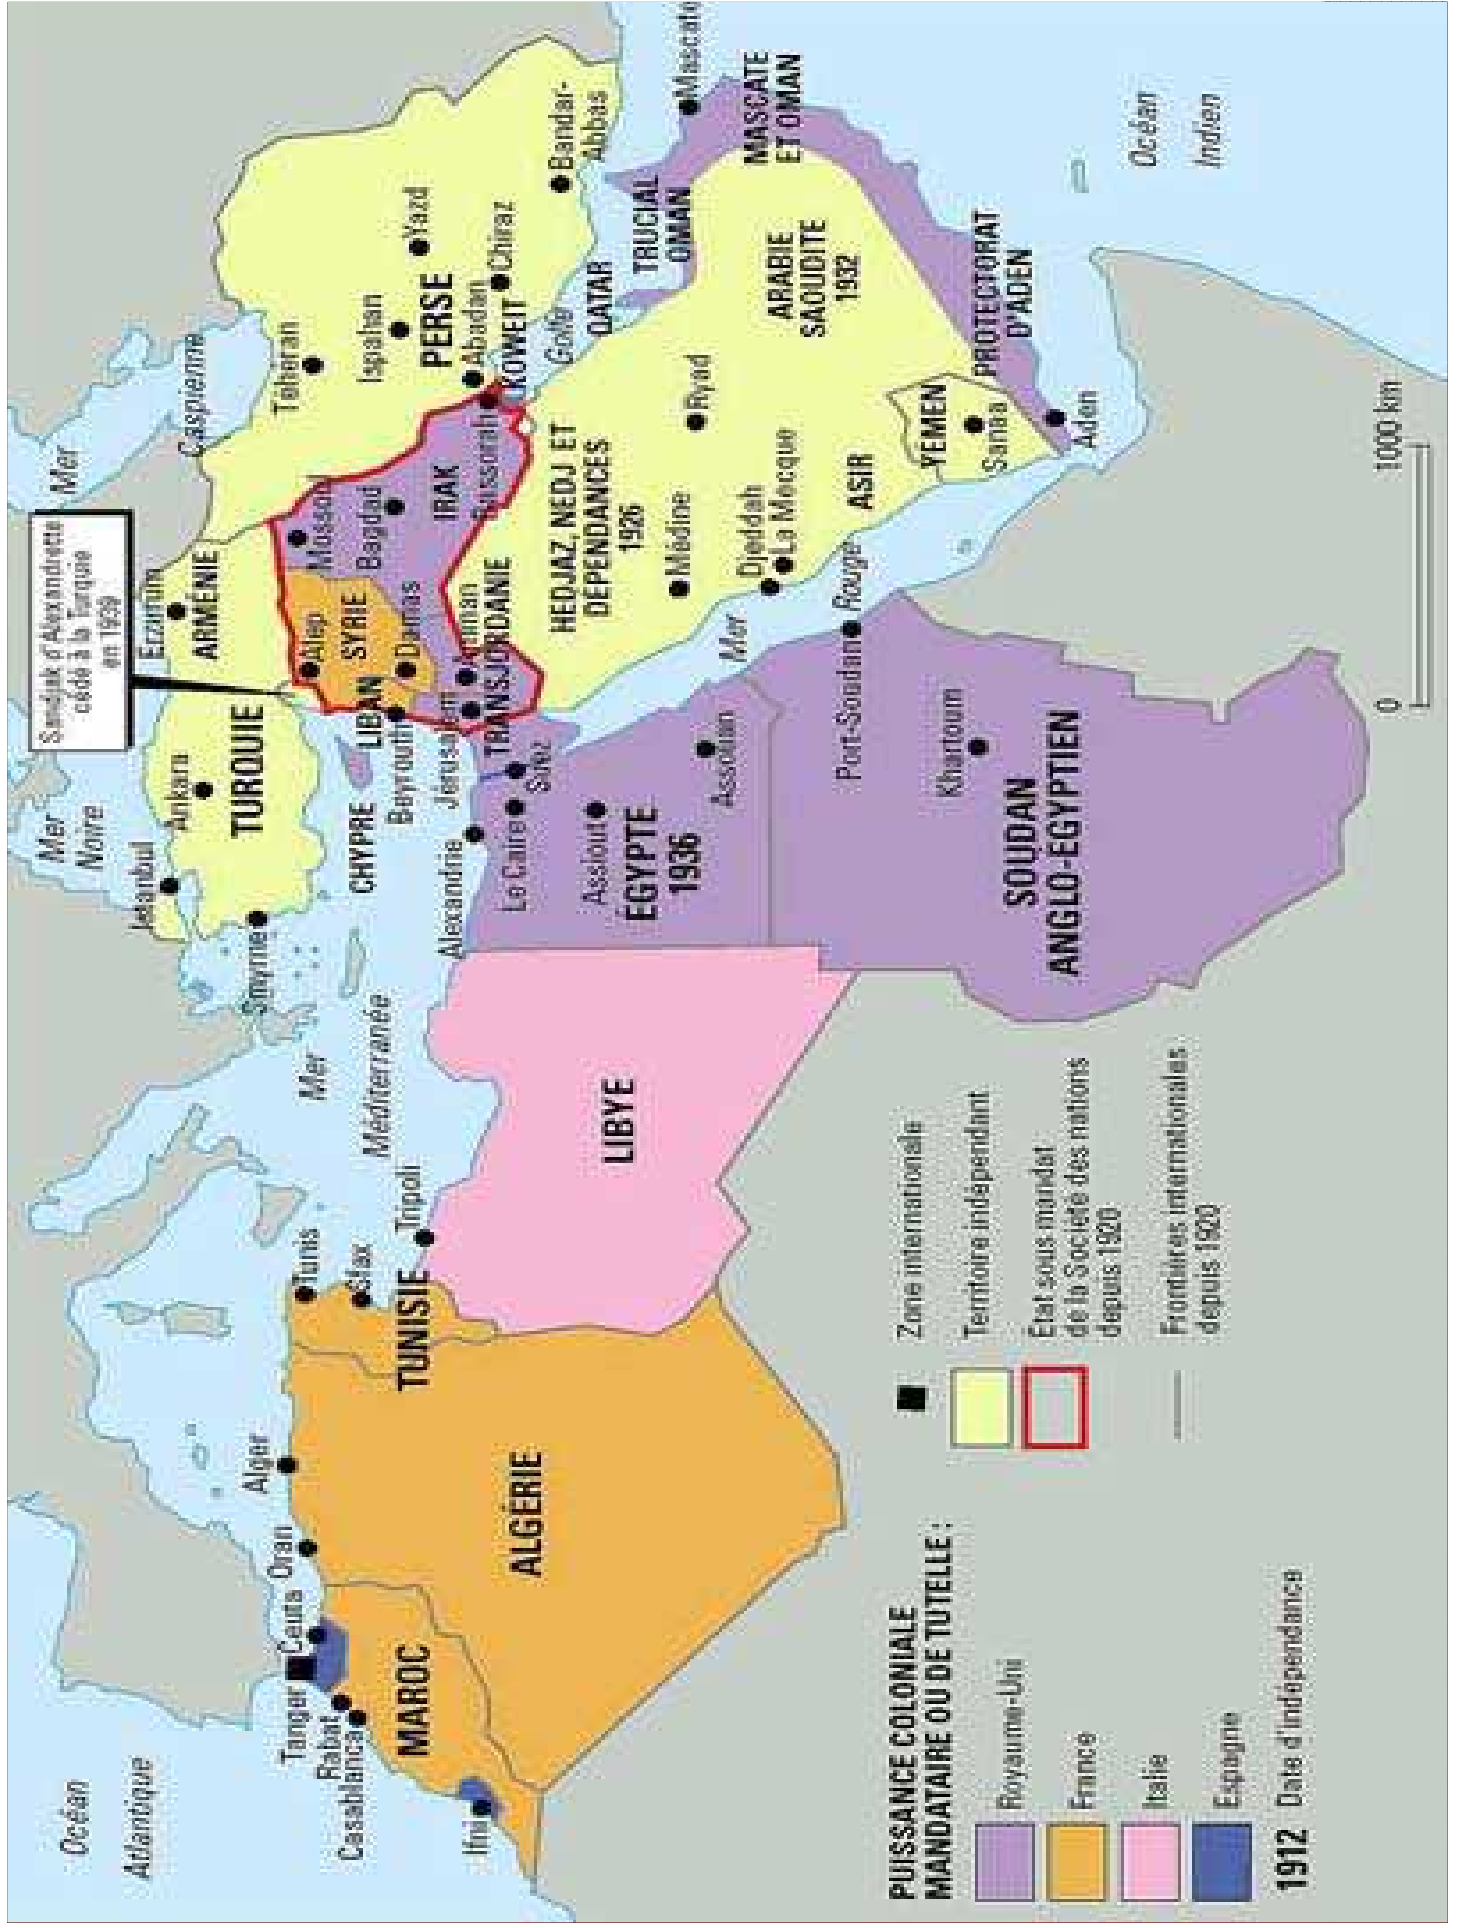 Océan
Atlantique
Mer
Noire
Mer
Caspienne
Mer
Méditerranée
Golfe
Mer
Rouge
Océan
Indien
Sandjak d'Alexandrette
cédé à la Turquie
en 1939
Tanger
Ceuta
Rabat
Casablanca
Ifni
MAROC
Oran
Alger
ALGÉRIE
Tunis
Sfax
TUNISIE
Tripoli
LIBYE
Istanbul
Smyrne
Ankara
TURQUIE
Erzurum
ARMÉNIE
CHYPRE
Alep
SYRIE
Damas
LIBAN
Beyrouth
Jérusalem
Amman
TRANSJORDANIE
Mossoul
Bagdad
IRAK
Bassorah
Téhéran
Ispahan
Yazd
PERSE
Abadan
Chiraz
Bandar-
Abbas
KOWEIT
QATAR
TRUCIAL
OMAN
Mascate
MASCATE
ET OMAN
Alexandrie
Le Caire
Suez
Assiout
ÉGYPTE
1936
Assouan
HEDJAZ, NEDJ ET
DÉPENDANCES
1926
Médine
Ryad
ARABIE
SAOUDITE
1932
Djeddah
La Mecque
ASIR
YEMEN
Sanaa
PROTECTORAT
D'ADEN
Aden
Port-Soudan
Khartoum
SOUDAN
ANGLO-EGYPTIEN
PUISSANCE COLONIALE
MANDATAIRE OU DE TUTELLE :
Royaume-Uni
France
Italie
Espagne
1912 Date d'indépendance
Zone internationale
Territoire indépendant
État sous mandat
de la Société des nations
depuis 1920
Frontaires internationales
depuis 1920
0 1000 km